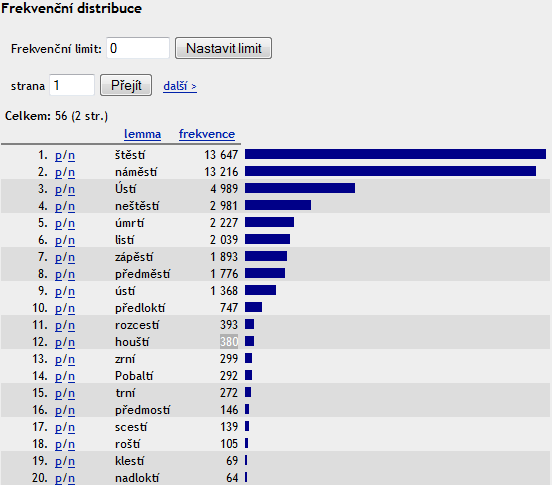 Frekvenční distribuce
Frekvenční limit: 0 Nastavit limit
strana 1 Přejít další >
Celkem: 56 (2 str.)
lemma frekvence
1. p/n štěstí 13 647
2. p/n náměstí 13 216
3. p/n Ústí 4 989
4. p/n neštěstí 2 981
5. p/n úmrtí 2 227
6. p/n listí 2 039
7. p/n zápěstí 1 893
8. p/n předměstí 1 776
9. p/n ústí 1 368
10. p/n předloktí 747
11. p/n rozcestí 393
12. p/n houští 380
13. p/n zrní 299
14. p/n Pobaltí 292
15. p/n trní 272
16. p/n předmostí 146
17. p/n scestí 139
18. p/n roští 105
19. p/n klestí 69
20. p/n nadloktí 64